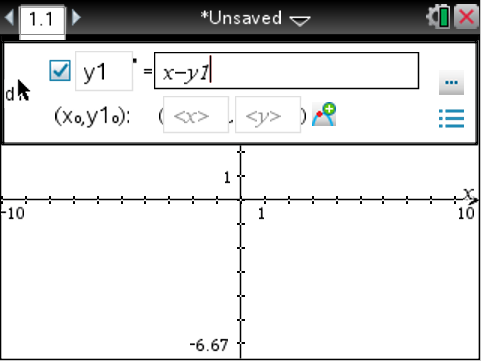 1.1 *Unsaved
y1' = x−y1 ...
d
(x₀,y1₀): ( <x> , <y> )
1 x
-10 1 10
-6.67